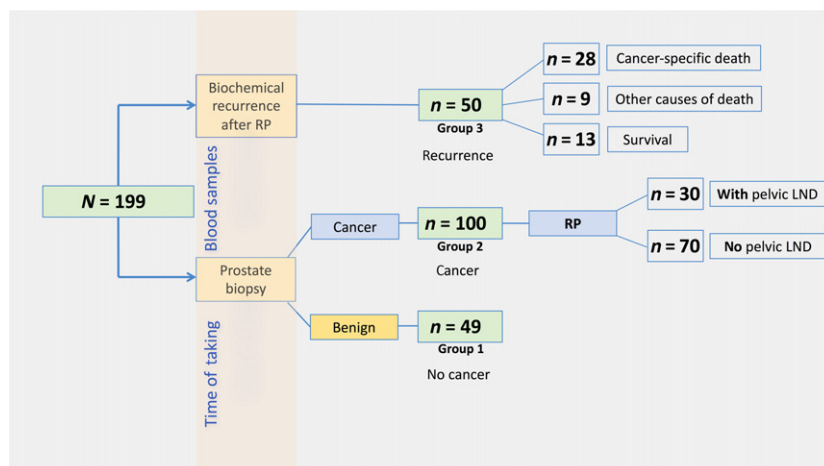 N = 199
Time of taking Blood samples
Biochemical
recurrence
after RP
n = 50
Group 3
Recurrence
n = 28
Cancer-specific death
n = 9
Other causes of death
n = 13
Survival
Prostate
biopsy
Cancer
n = 100
Group 2
Cancer
RP
n = 30
With pelvic LND
n = 70
No pelvic LND
Benign
n = 49
Group 1
No cancer